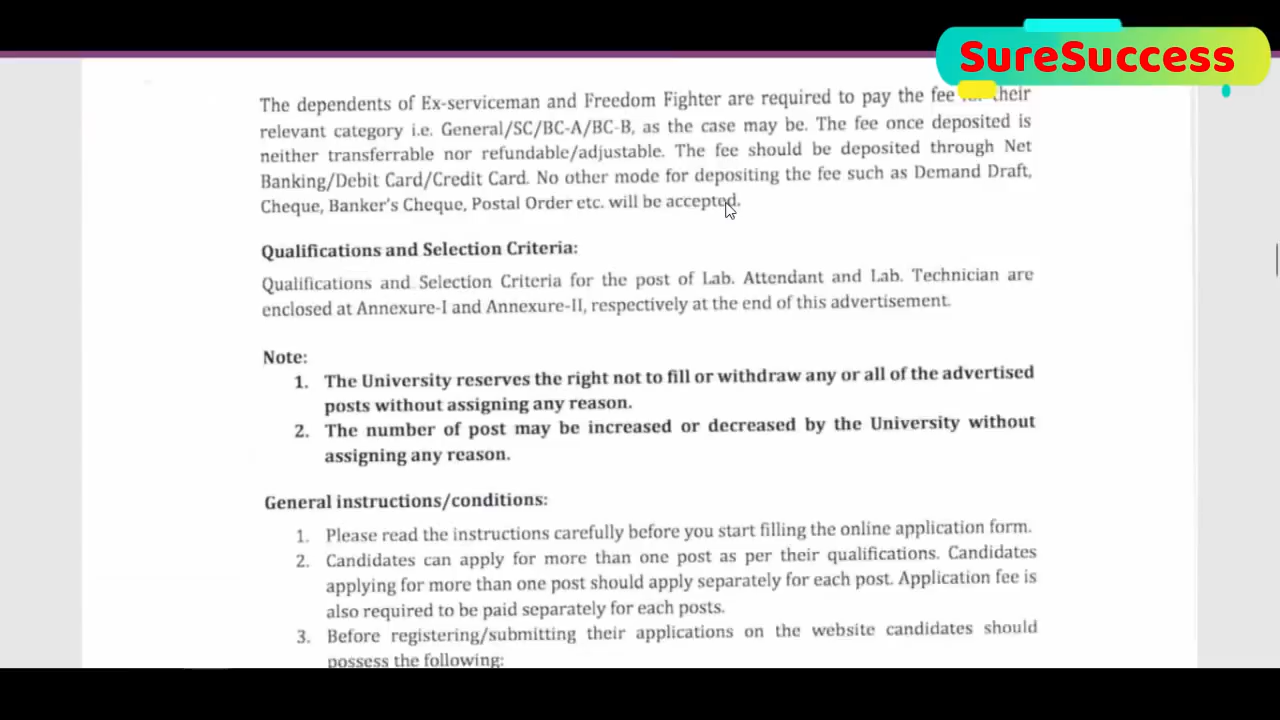 SureSuccess
The dependents of Ex-serviceman and Freedom Fighter are required to pay the fee for their
relevant category i.e. General/SC/BC-A/BC-B, as the case may be. The fee once deposited is
neither transferrable nor refundable/adjustable. The fee should be deposited through Net
Banking/Debit Card/Credit Card. No other mode for depositing the fee such as Demand Draft,
Cheque, Banker's Cheque, Postal Order etc. will be accepted.
Qualifications and Selection Criteria:
Qualifications and Selection Criteria for the post of Lab. Attendant and Lab. Technician are
enclosed at Annexure-I and Annexure-II, respectively at the end of this advertisement.
Note:
1. The University reserves the right not to fill or withdraw any or all of the advertised
posts without assigning any reason.
2. The number of post may be increased or decreased by the University without
assigning any reason.
General instructions/conditions:
1. Please read the instructions carefully before you start filling the online application form.
2. Candidates can apply for more than one post as per their qualifications. Candidates
applying for more than one post should apply separately for each post. Application fee is
also required to be paid separately for each posts.
3. Before registering/submitting their applications on the website candidates should
possess the following: